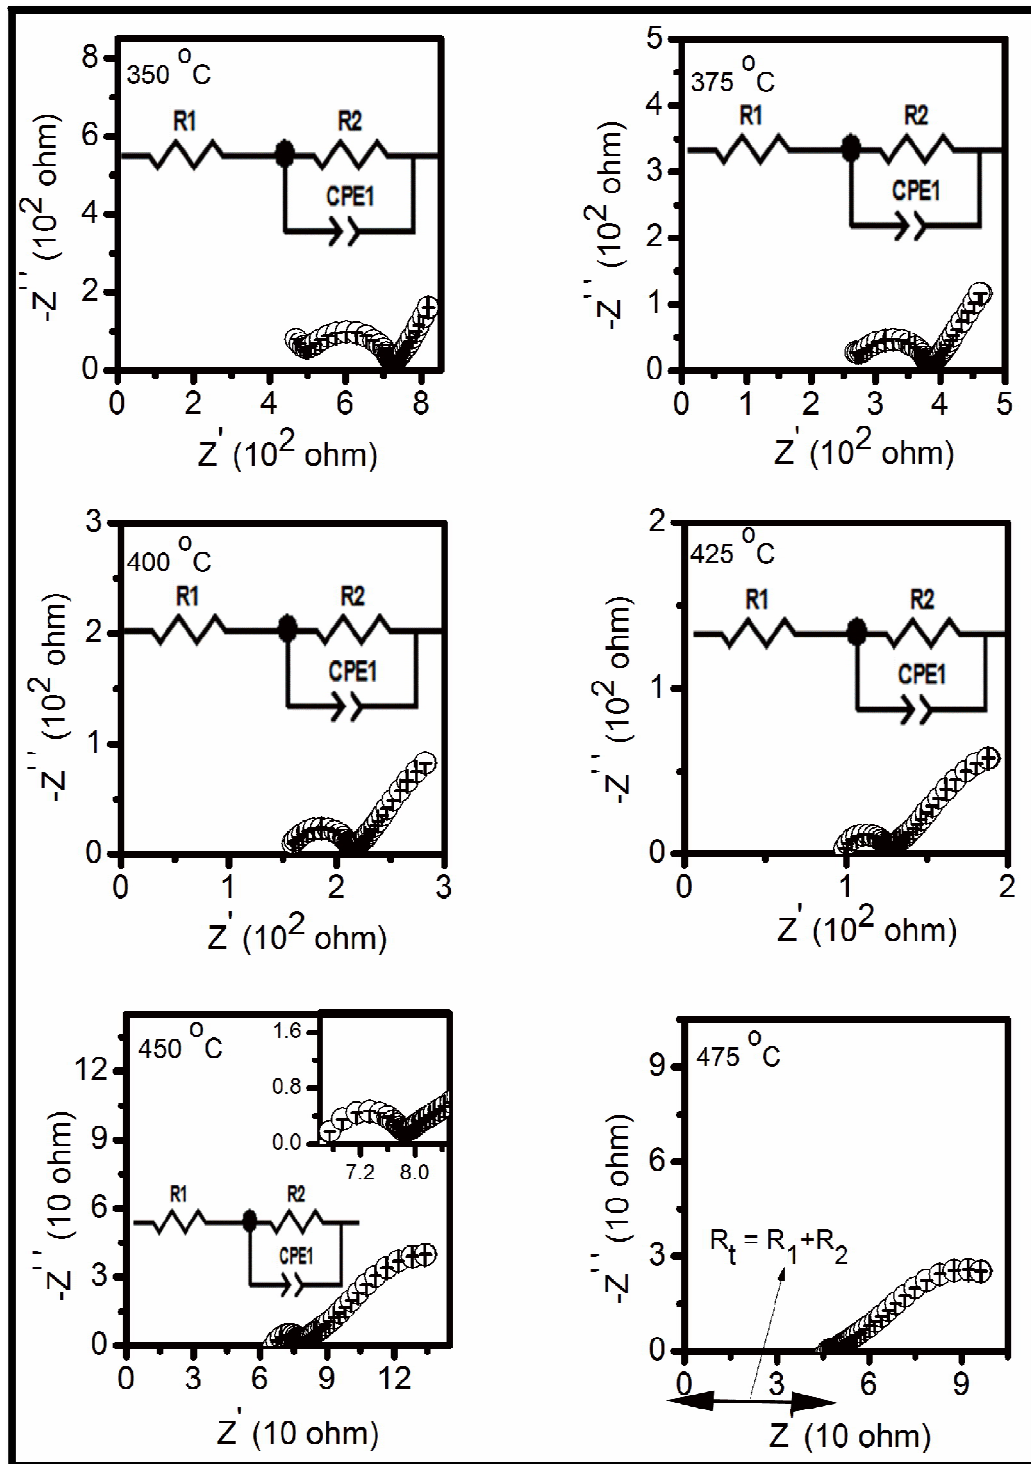 350 °C
R1 R2
CPE1
8
6
4
2
0
0 2 4 6 8
-Z'' (10² ohm)
Z' (10² ohm)
375 °C
R1 R2
CPE1
5
4
3
2
1
0
0 1 2 3 4 5
-Z'' (10² ohm)
Z' (10² ohm)
400 °C
R1 R2
CPE1
3
2
1
0
0 1 2 3
-Z'' (10² ohm)
Z' (10² ohm)
425 °C
R1 R2
CPE1
2
1
0
0 1 2
-Z'' (10² ohm)
Z' (10² ohm)
450 °C
1.6
0.8
0.0
7.2 8.0
R1 R2
CPE1
12
9
6
3
0
0 3 6 9 12
-Z'' (10 ohm)
Z' (10 ohm)
475 °C
Rₜ = R₁+R₂
9
6
3
0
0 3 6 9
-Z'' (10 ohm)
Z' (10 ohm)